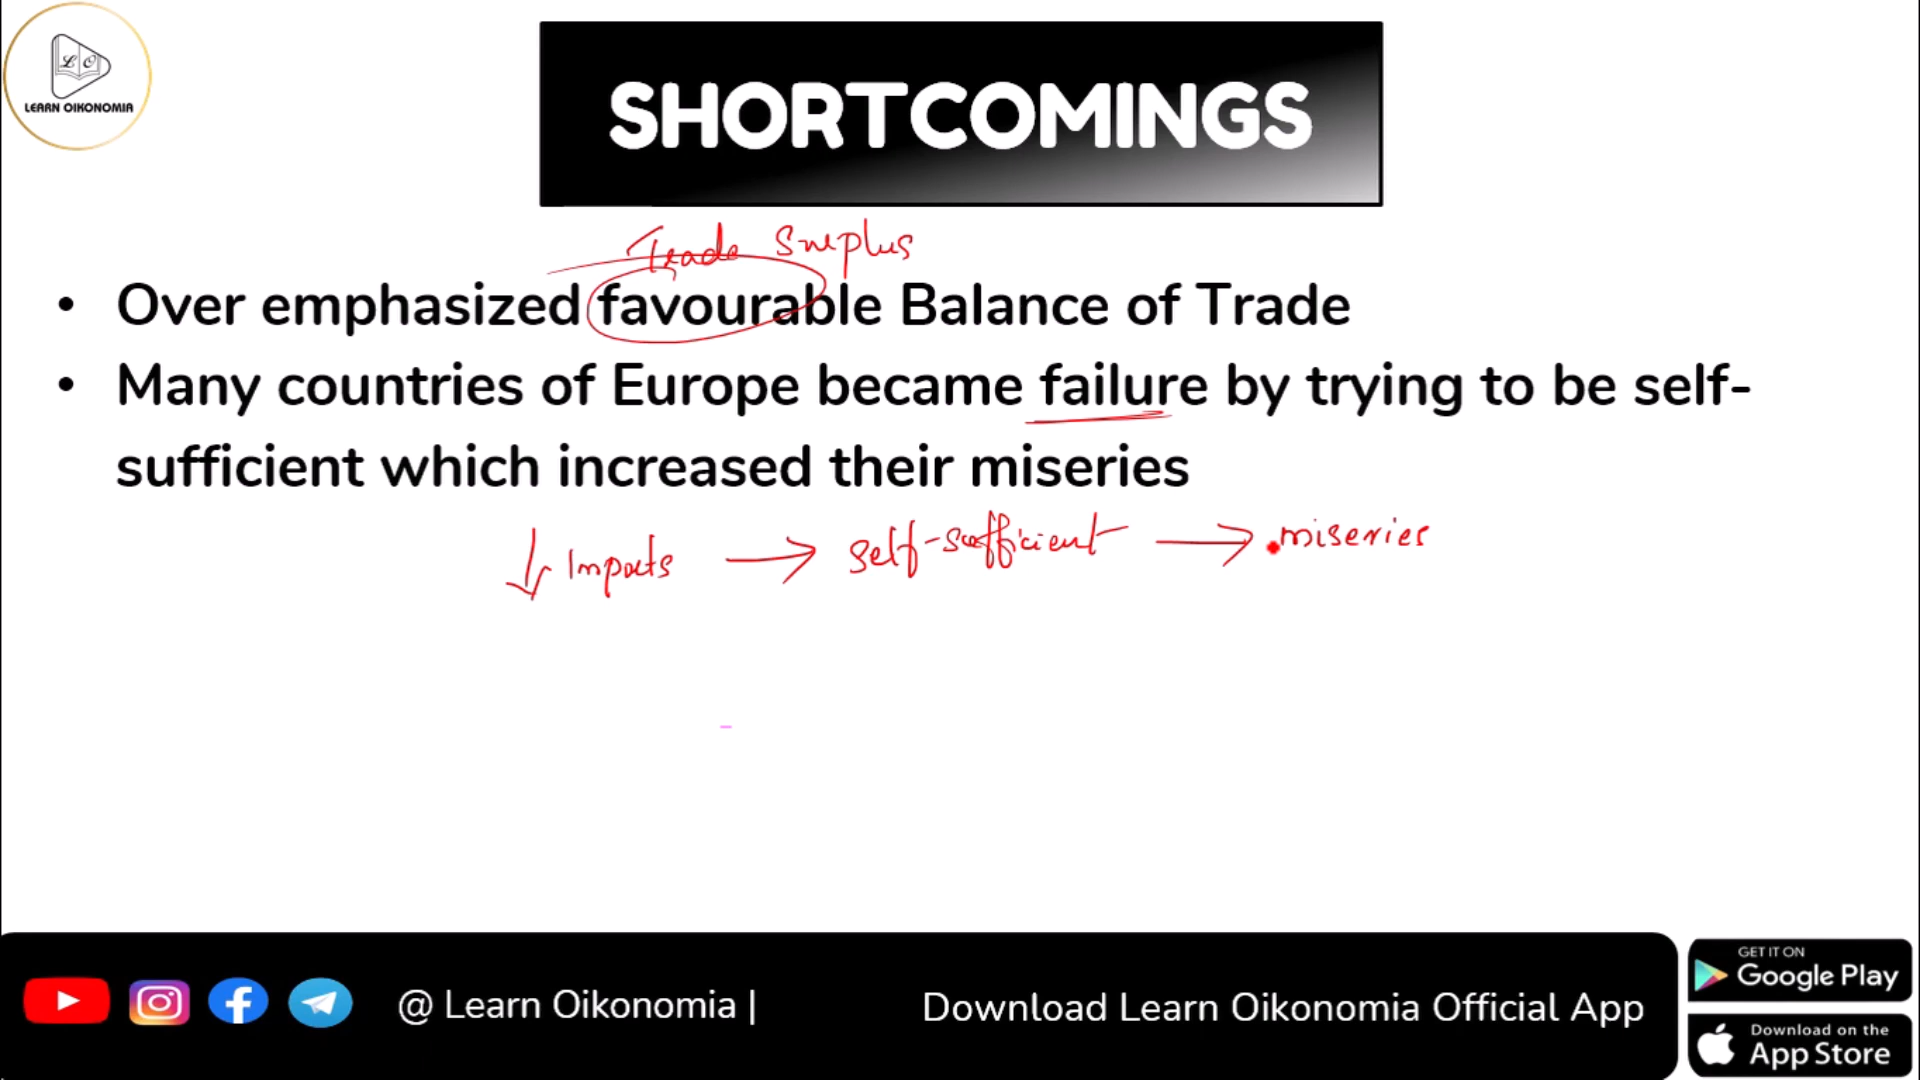 LO
LEARN OIKONOMIA
SHORTCOMINGS
Trade Surplus
• Over emphasized favourable Balance of Trade
• Many countries of Europe became failure by trying to be self-
sufficient which increased their miseries
↓ Imports → self-sufficient → miseries
@ Learn Oikonomia |
Download Learn Oikonomia Official App
GET IT ON
Google Play
Download on the
App Store